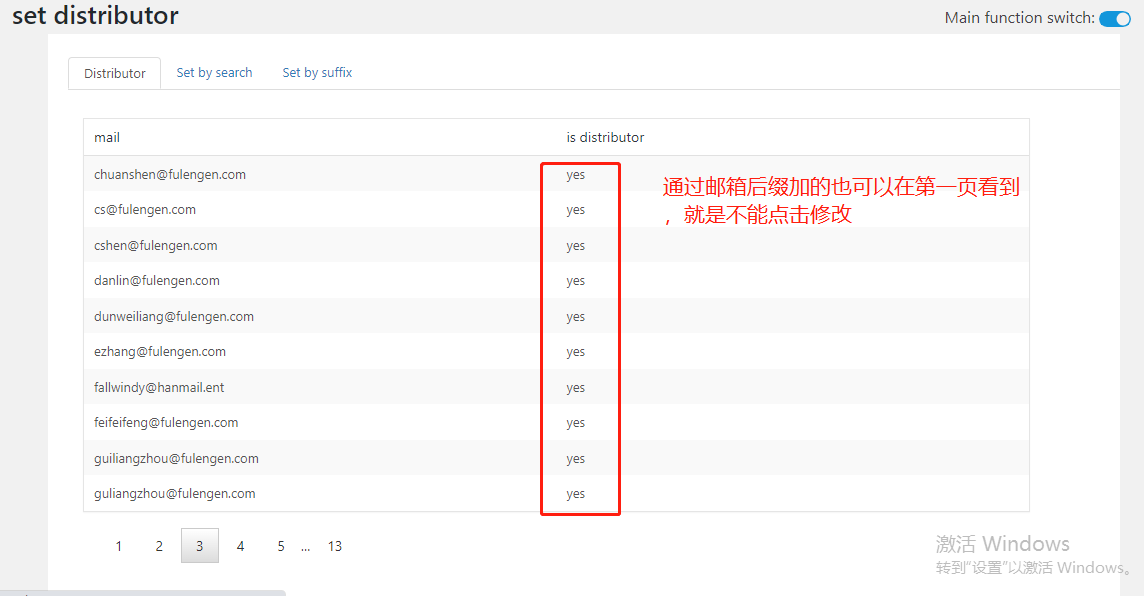 set distributor
Main function switch:
Distributor Set by search Set by suffix
mail is distributor
chuanshen@fulengen.com yes
cs@fulengen.com yes
cshen@fulengen.com yes
danlin@fulengen.com yes
dunweiliang@fulengen.com yes
ezhang@fulengen.com yes
fallwindy@hanmail.ent yes
feifeifeng@fulengen.com yes
guiliangzhou@fulengen.com yes
guliangzhou@fulengen.com yes
通过邮箱后缀加的也可以在第一页看到
，就是不能点击修改
1 2 3 4 5 ... 13
激活 Windows
转到"设置"以激活 Windows。